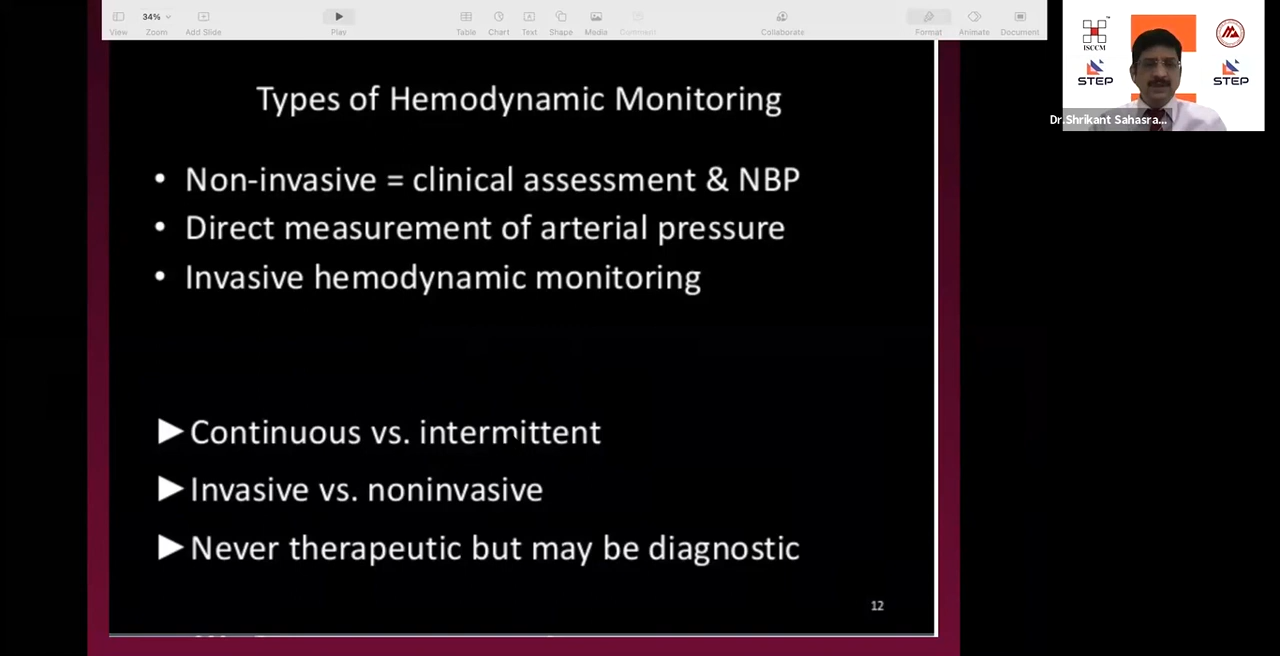 34%
View
Zoom
Add Slide
Play
Table
Chart
Text
Shape
Media
Comment
Collaborate
Format
Animate
Document
Types of Hemodynamic Monitoring
• Non-invasive = clinical assessment & NBP
• Direct measurement of arterial pressure
• Invasive hemodynamic monitoring
▶Continuous vs. intermittent
▶Invasive vs. noninvasive
▶Never therapeutic but may be diagnostic
12
ISCCM
STEP
STEP
Dr.Shrikant Sahasra...